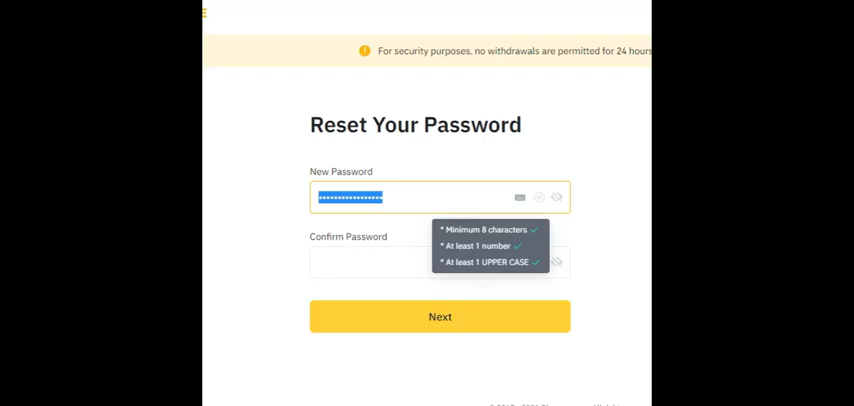 For security purposes, no withdrawals are permitted for 24 hours
Reset Your Password
New Password
* Minimum 8 characters
* At least 1 number
* At least 1 UPPER CASE
Confirm Password
Next